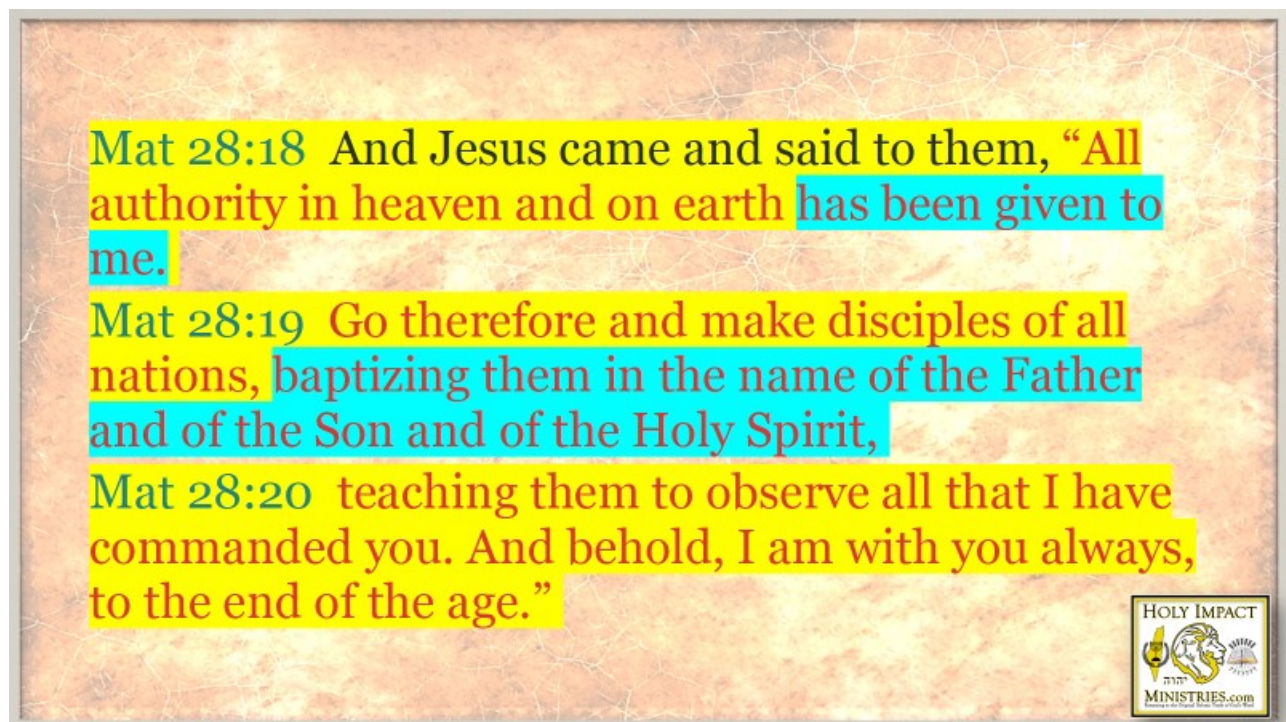 Mat 28:18  And Jesus came and said to them, “All
authority in heaven and on earth has been given to
me.
Mat 28:19  Go therefore and make disciples of all
nations, baptizing them in the name of the Father
and of the Son and of the Holy Spirit,
Mat 28:20  teaching them to observe all that I have
commanded you. And behold, I am with you always,
to the end of the age.”
HOLY IMPACT
יהוה
MINISTRIES.com